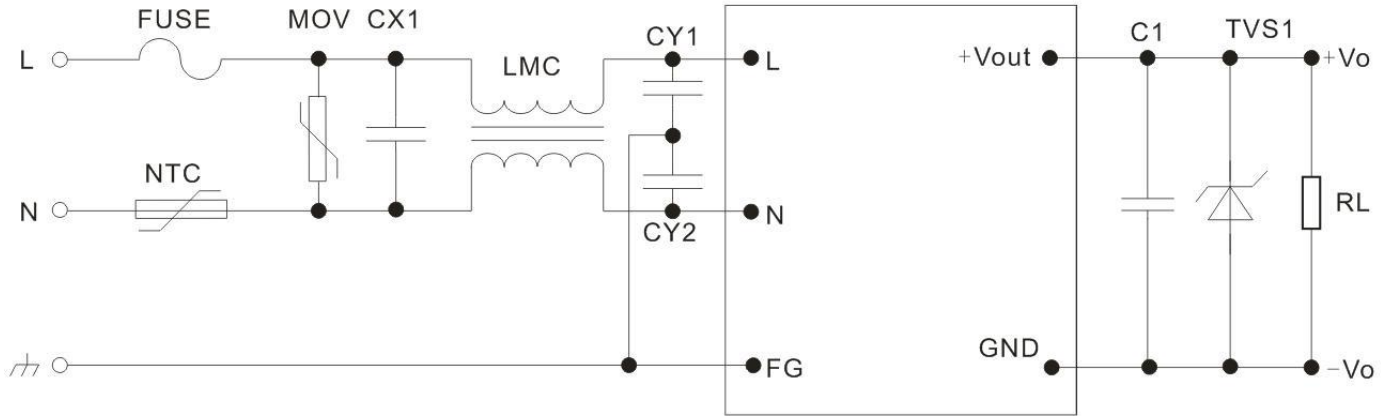 FUSE MOV CX1
LMC
CY1
C1 TVS1
L
L
+Vout
+Vo
NTC
N
CY2
N
RL
FG
GND
−Vo